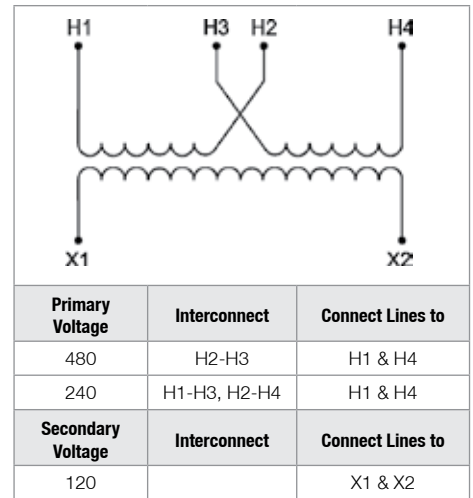 H1 H3 H2 H4
X1 X2
Primary Voltage Interconnect Connect Lines to
480 H2-H3 H1 & H4
240 H1-H3, H2-H4 H1 & H4
Secondary Voltage Interconnect Connect Lines to
120 X1 & X2